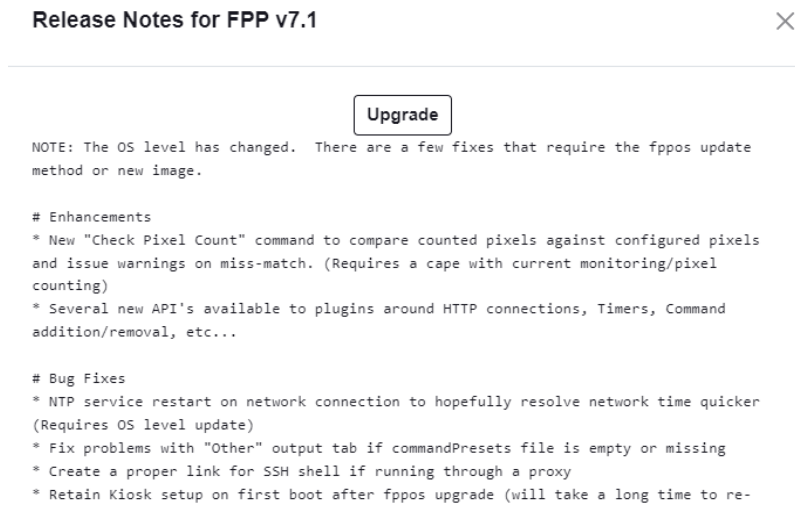 Release Notes for FPP v7.1
Upgrade
NOTE: The OS level has changed.  There are a few fixes that require the fppos update
method or new image.
# Enhancements
* New "Check Pixel Count" command to compare counted pixels against configured pixels
and issue warnings on miss-match. (Requires a cape with current monitoring/pixel
counting)
* Several new API's available to plugins around HTTP connections, Timers, Command
addition/removal, etc...
# Bug Fixes
* NTP service restart on network connection to hopefully resolve network time quicker
(Requires OS level update)
* Fix problems with "Other" output tab if commandPresets file is empty or missing
* Create a proper link for SSH shell if running through a proxy
* Retain Kiosk setup on first boot after fppos upgrade (will take a long time to re-